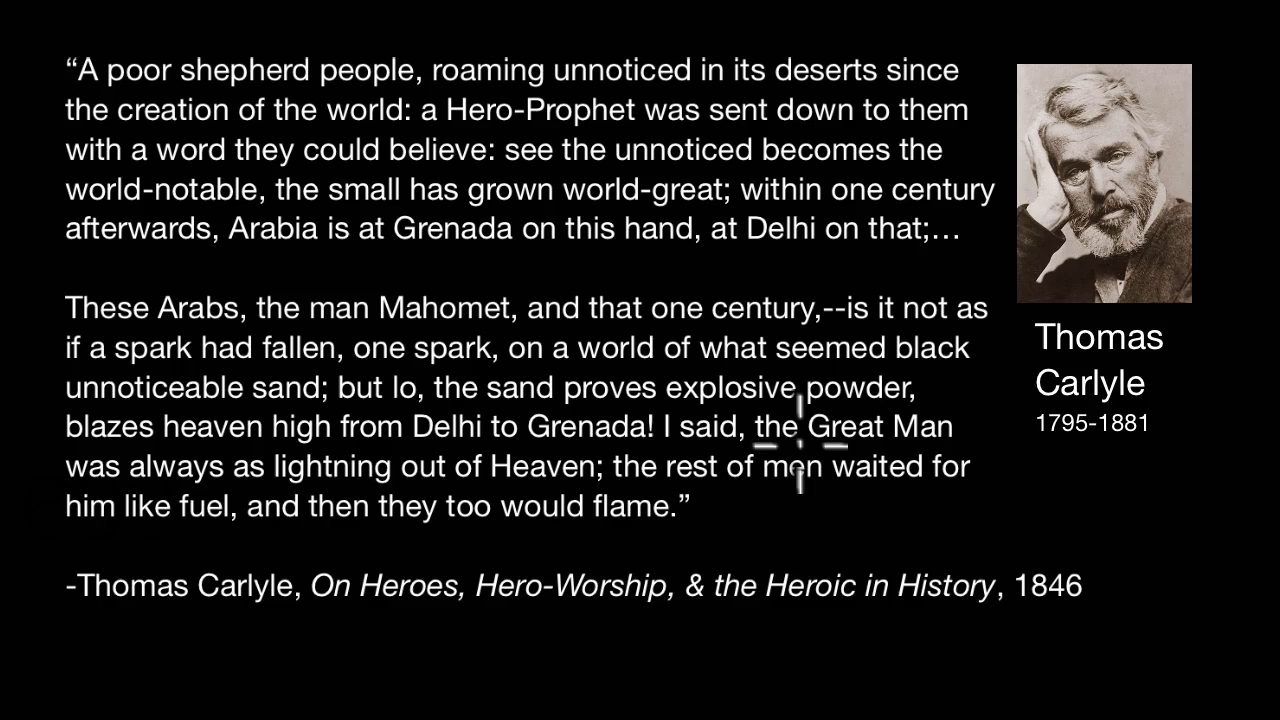 “A poor shepherd people, roaming unnoticed in its deserts since
the creation of the world: a Hero-Prophet was sent down to them
with a word they could believe: see the unnoticed becomes the
world-notable, the small has grown world-great; within one century
afterwards, Arabia is at Grenada on this hand, at Delhi on that;…
These Arabs, the man Mahomet, and that one century,--is it not as
if a spark had fallen, one spark, on a world of what seemed black
unnoticeable sand; but lo, the sand proves explosive powder,
blazes heaven high from Delhi to Grenada! I said, the Great Man
was always as lightning out of Heaven; the rest of men waited for
him like fuel, and then they too would flame.”
-Thomas Carlyle, On Heroes, Hero-Worship, & the Heroic in History, 1846
Thomas
Carlyle
1795-1881